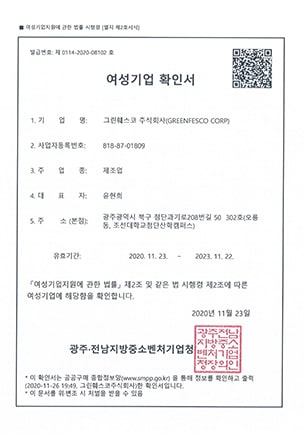 ■ 여성기업지원에 관한 법률 시행령 [별지 제2호서식]
발급번호: 제 0114-2020-08102 호
여성기업 확인서
1. 기 업 명: 그린훼스코 주식회사(GREENFESCO CORP)
2. 사업자등록번호: 818-87-01809
3. 주 업 종: 제조업
4. 대 표 자: 윤현희
5. 주 소 (본점): 광주광역시 북구 첨단과기로208번길 50 302호(오룡
동, 조선대학교첨단산학캠퍼스)
유효기간: 2020. 11. 23. ~ 2023. 11. 22.
「여성기업지원에 관한 법률」제2조 및 같은 법 시행령 제2조에 따른
여성기업에 해당함을 확인합니다.
2020년 11월 23일
광주·전남지방중소벤처기업청
광주전남
지방중소
벤처기업
청장의인
* 이 확인서는 공공구매 종합정보망(www.smpp.go.kr) 을 통해 정보를 확인하고 출력
(2020-11-26 19:49, 그린훼스코주식회사)한 확인서입니다.
* 이 문서를 위변조 시 처벌을 받을 수 있음